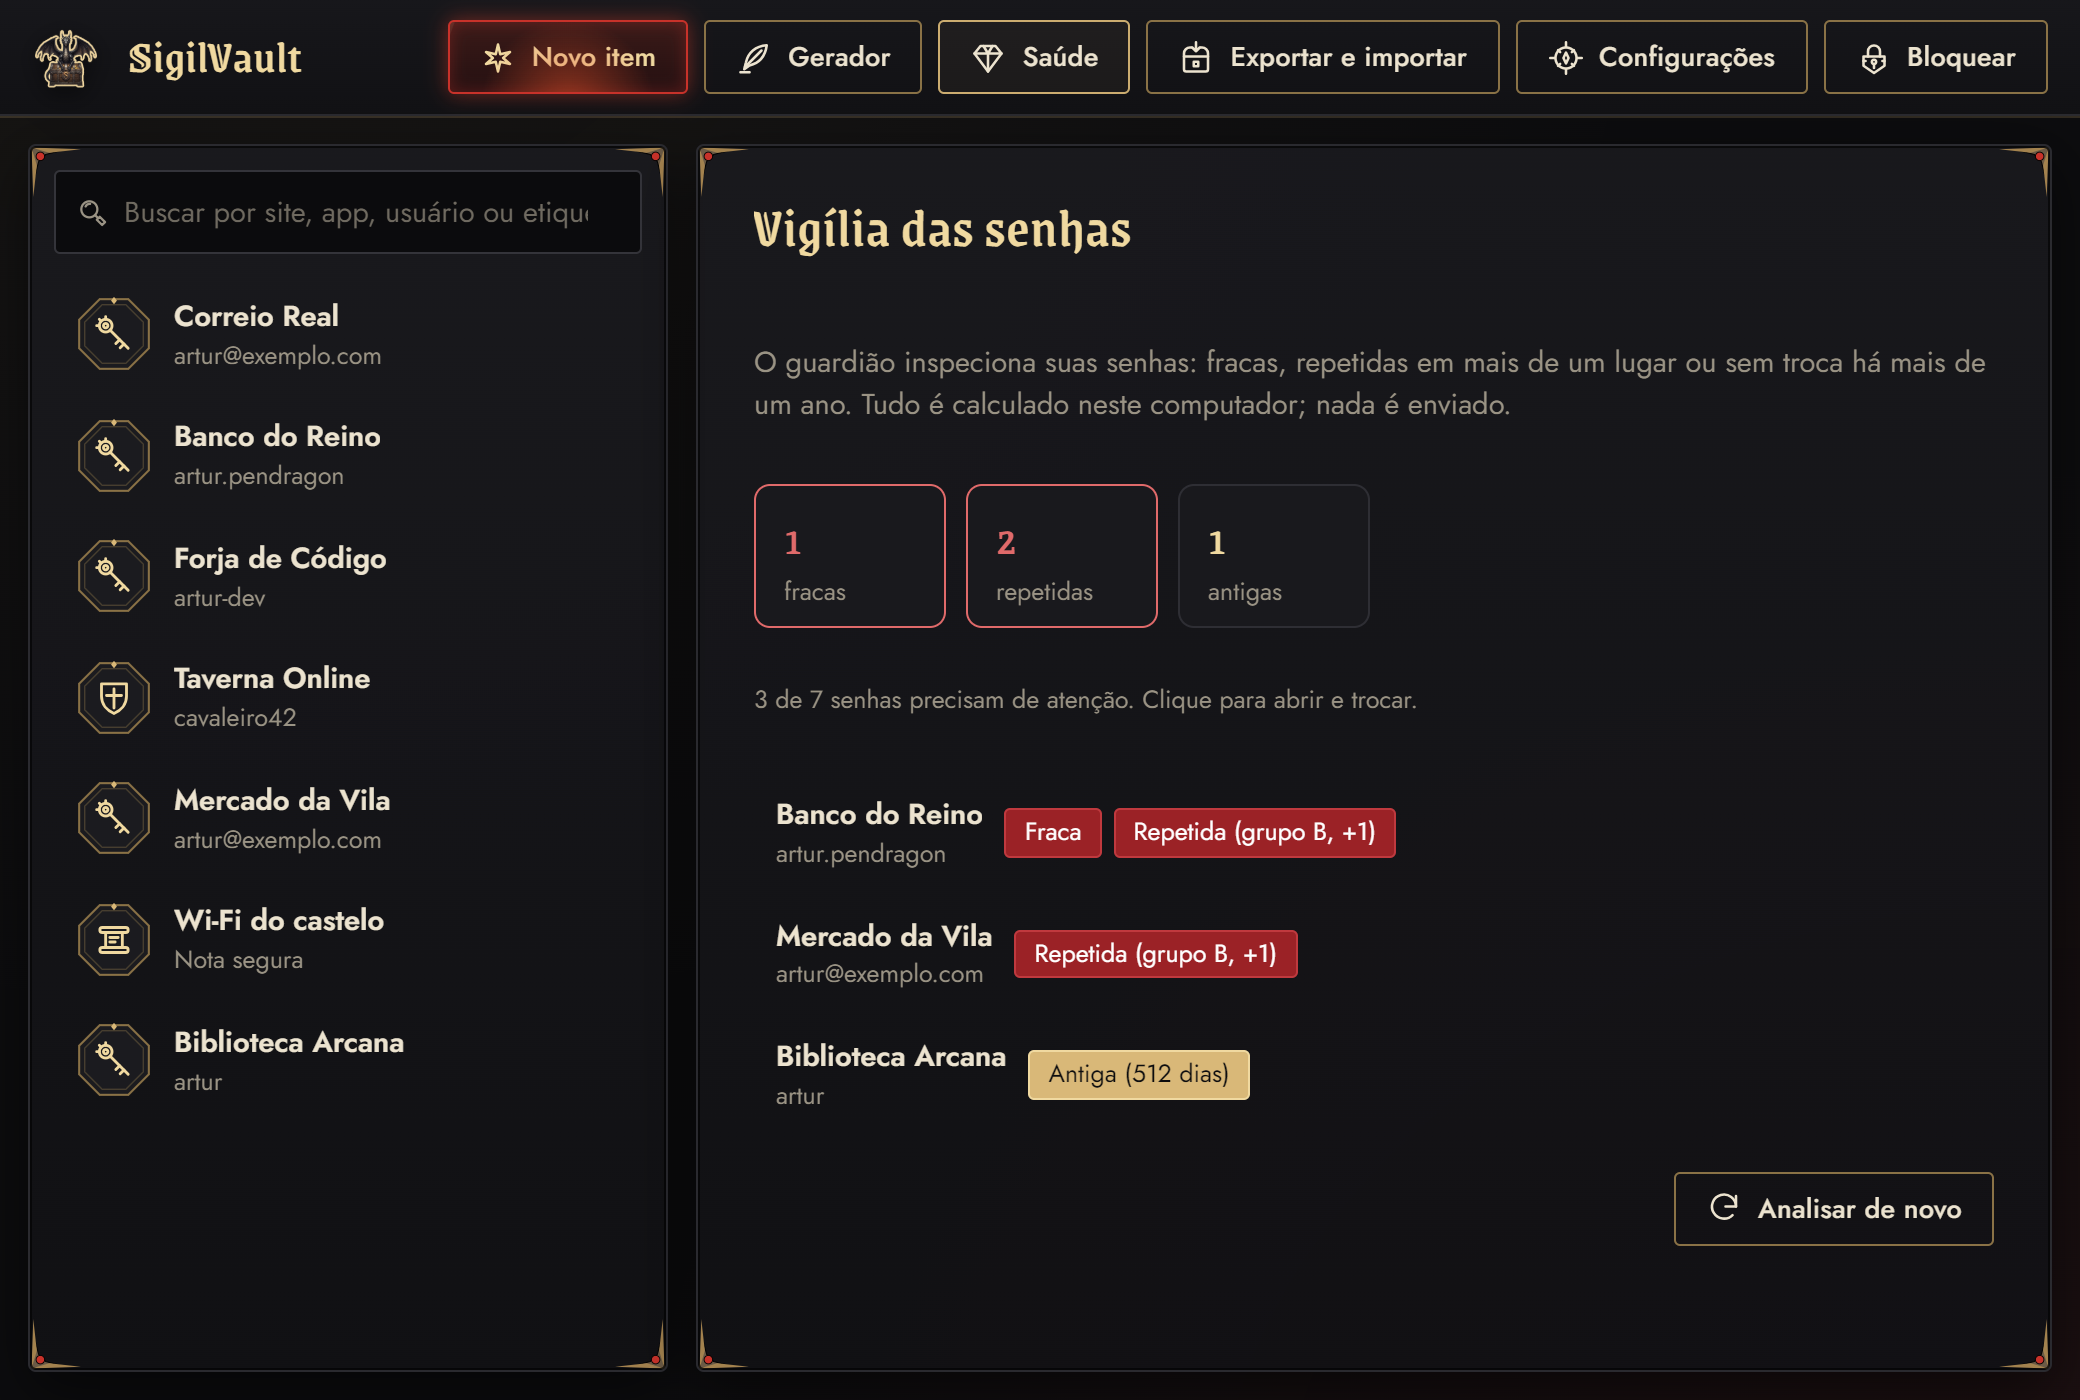 SigilVault
Novo item
Gerador
Saúde
Exportar e importar
Configurações
Bloquear
Buscar por site, app, usuário ou etiqu
Correio Real
artur@exemplo.com
Banco do Reino
artur.pendragon
Forja de Código
artur-dev
Taverna Online
cavaleiro42
Mercado da Vila
artur@exemplo.com
Wi-Fi do castelo
Nota segura
Biblioteca Arcana
artur
Vigília das senhas
O guardião inspeciona suas senhas: fracas, repetidas em mais de um lugar ou sem troca há mais de
um ano. Tudo é calculado neste computador; nada é enviado.
1
fracas
2
repetidas
1
antigas
3 de 7 senhas precisam de atenção. Clique para abrir e trocar.
Banco do Reino
artur.pendragon
Fraca
Repetida (grupo B, +1)
Mercado da Vila
artur@exemplo.com
Repetida (grupo B, +1)
Biblioteca Arcana
artur
Antiga (512 dias)
Analisar de novo